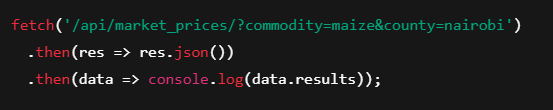 fetch('/api/market_prices/?commodity=maize&county=nairobi')
  .then(res => res.json())
  .then(data => console.log(data.results));